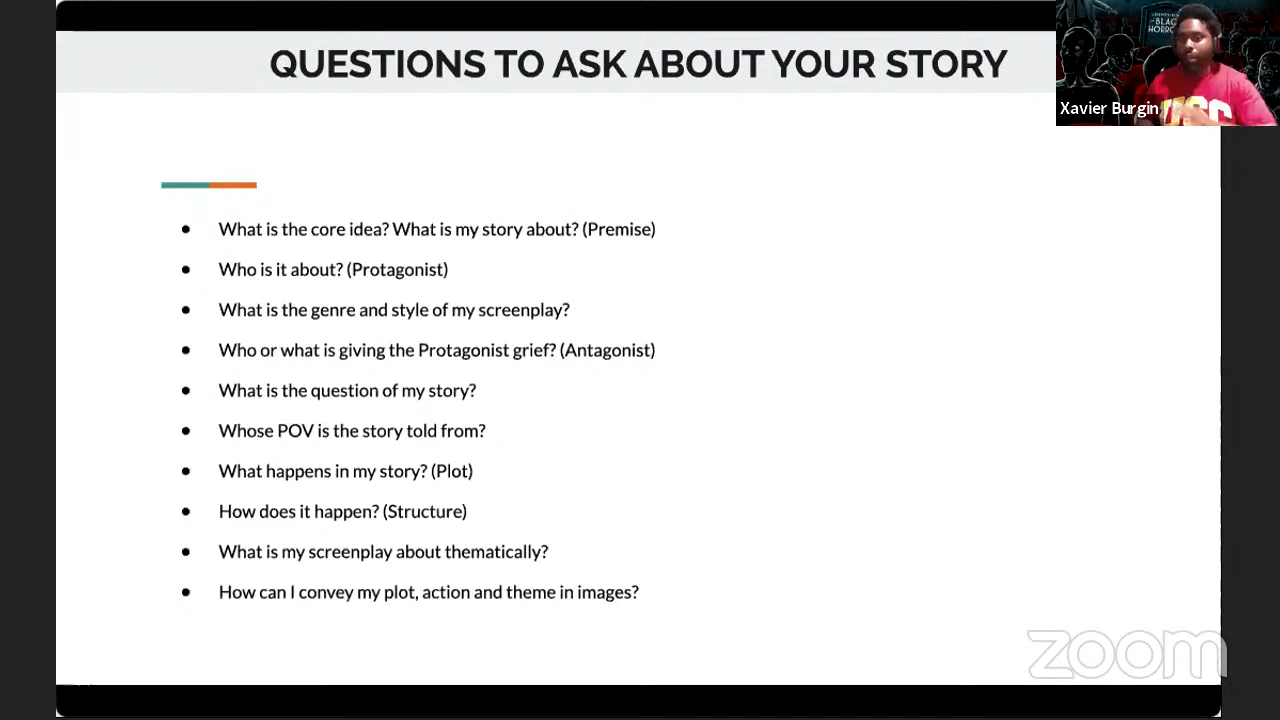 QUESTIONS TO ASK ABOUT YOUR STORY
BLACK
HORROR
Xavier Burgin
USC
• What is the core idea? What is my story about? (Premise)
• Who is it about? (Protagonist)
• What is the genre and style of my screenplay?
• Who or what is giving the Protagonist grief? (Antagonist)
• What is the question of my story?
• Whose POV is the story told from?
• What happens in my story? (Plot)
• How does it happen? (Structure)
• What is my screenplay about thematically?
• How can I convey my plot, action and theme in images?
zoom